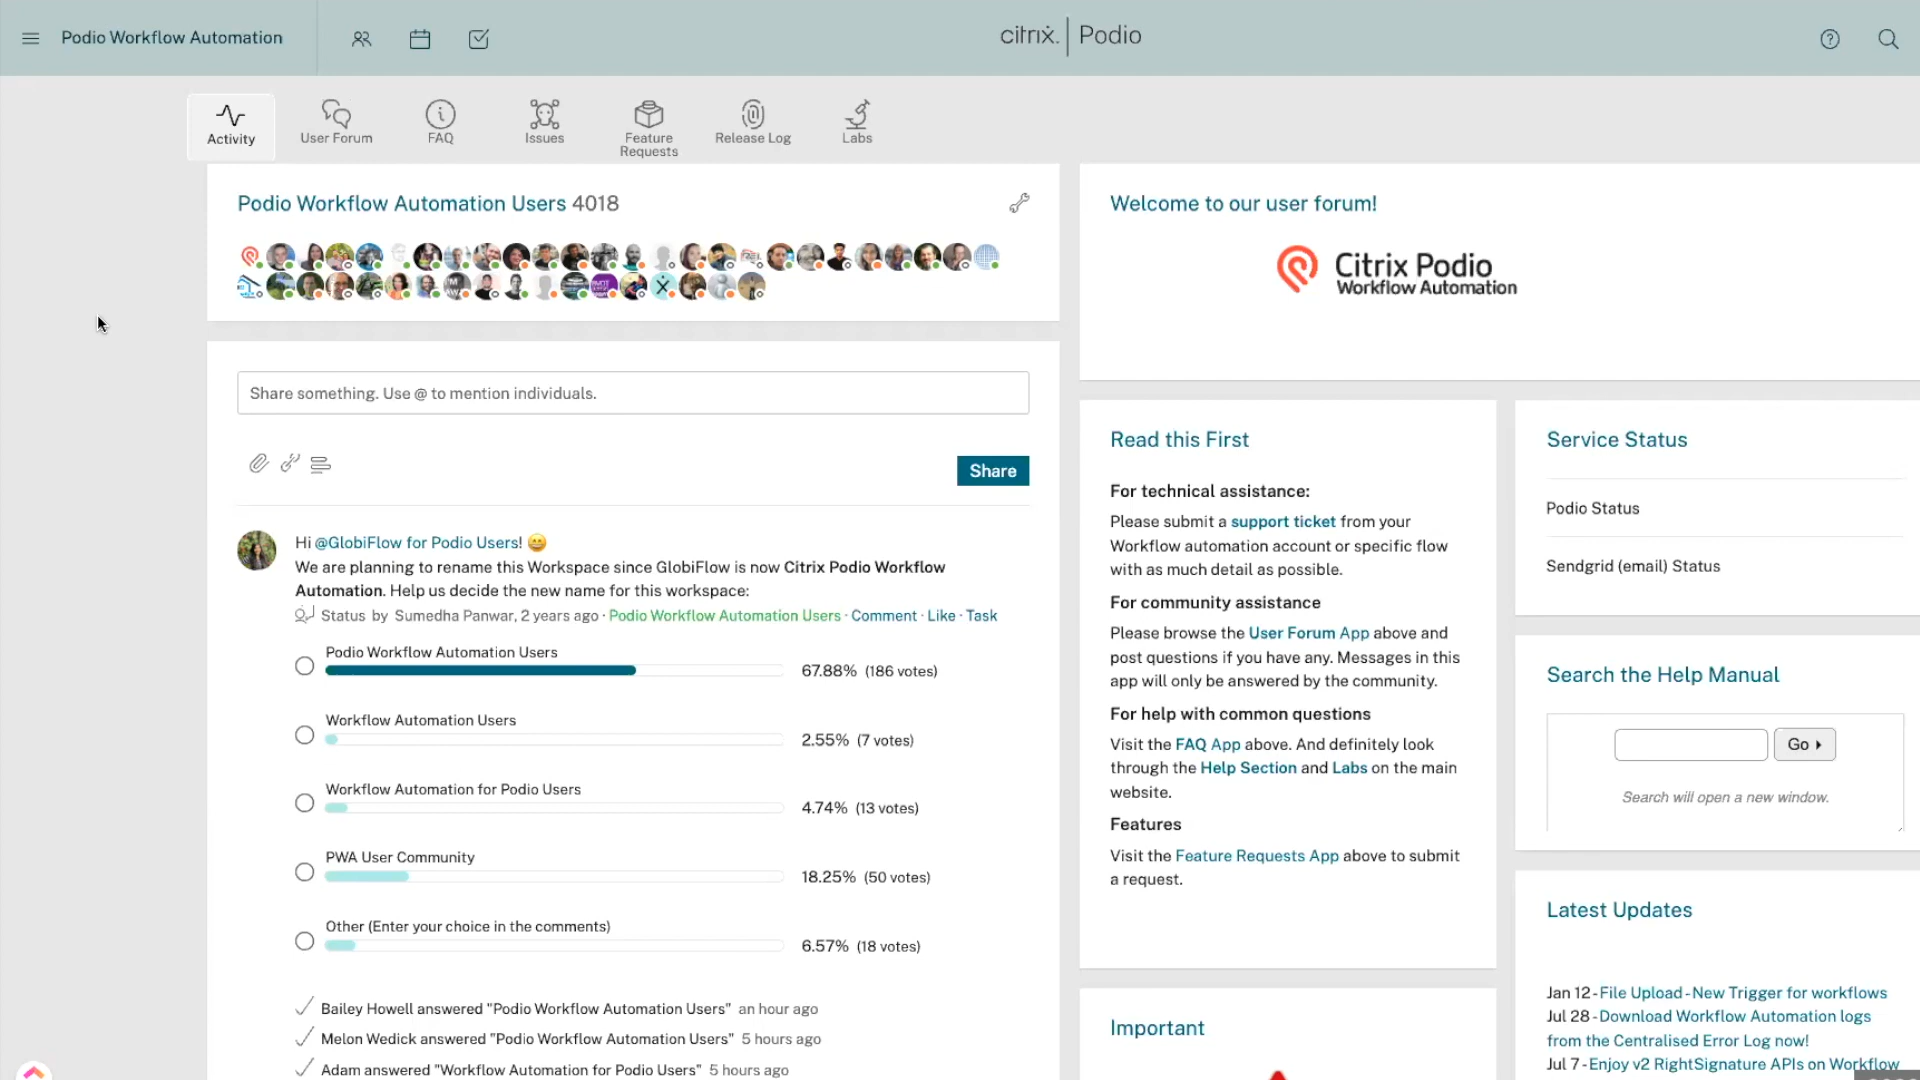 Podio Workflow Automation
citrix. | Podio
Activity
User Forum
FAQ
Issues
Feature
Requests
Release Log
Labs
Podio Workflow Automation Users 4018
Share something. Use @ to mention individuals.
Share
Hi @GlobiFlow for Podio Users! 😀
We are planning to rename this Workspace since GlobiFlow is now Citrix Podio Workflow
Automation. Help us decide the new name for this workspace:
Status by Sumedha Panwar, 2 years ago · Podio Workflow Automation Users · Comment · Like · Task
Podio Workflow Automation Users
67.88% (186 votes)
Workflow Automation Users
2.55% (7 votes)
Workflow Automation for Podio Users
4.74% (13 votes)
PWA User Community
18.25% (50 votes)
Other (Enter your choice in the comments)
6.57% (18 votes)
Bailey Howell answered "Podio Workflow Automation Users" an hour ago
Melon Wedick answered "Podio Workflow Automation Users" 5 hours ago
Adam answered "Workflow Automation for Podio Users" 5 hours ago
Welcome to our user forum!
Citrix Podio
Workflow Automation
Read this First
For technical assistance:
Please submit a support ticket from your
Workflow automation account or specific flow
with as much detail as possible.
For community assistance
Please browse the User Forum App above and
post questions if you have any. Messages in this
app will only be answered by the community.
For help with common questions
Visit the FAQ App above. And definitely look
through the Help Section and Labs on the main
website.
Features
Visit the Feature Requests App above to submit
a request.
Important
Service Status
Podio Status
Sendgrid (email) Status
Search the Help Manual
Go
Search will open a new window.
Latest Updates
Jan 12 - File Upload - New Trigger for workflows
Jul 28 - Download Workflow Automation logs
from the Centralised Error Log now!
Jul 7 - Enjoy v2 RightSignature APIs on Workflow